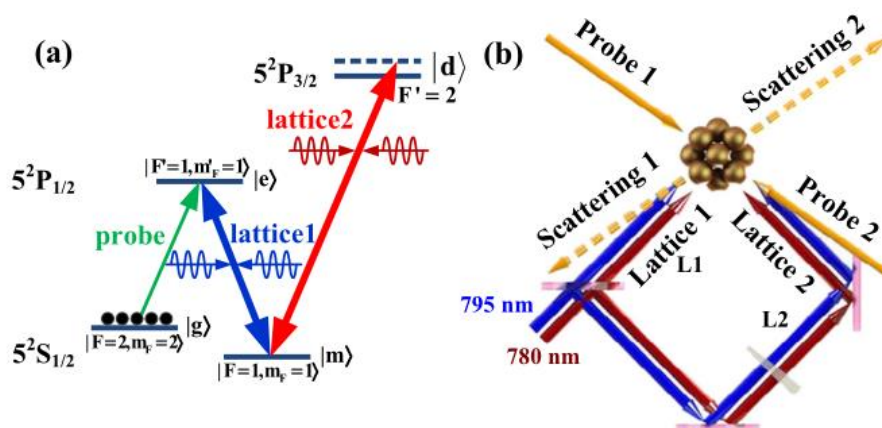 (a)
5²P₃/₂
|d⟩
F' = 2
lattice2
|F'=1,m'F=1⟩ |e⟩
5²P₁/₂
probe
lattice1
|g⟩
|F=2,mF=2⟩
5²S₁/₂
|m⟩
|F=1,mF=1⟩
(b)
Probe 1
Scattering 2
Scattering 1
Probe 2
Lattice 1
Lattice 2
L1
795 nm
L2
780 nm